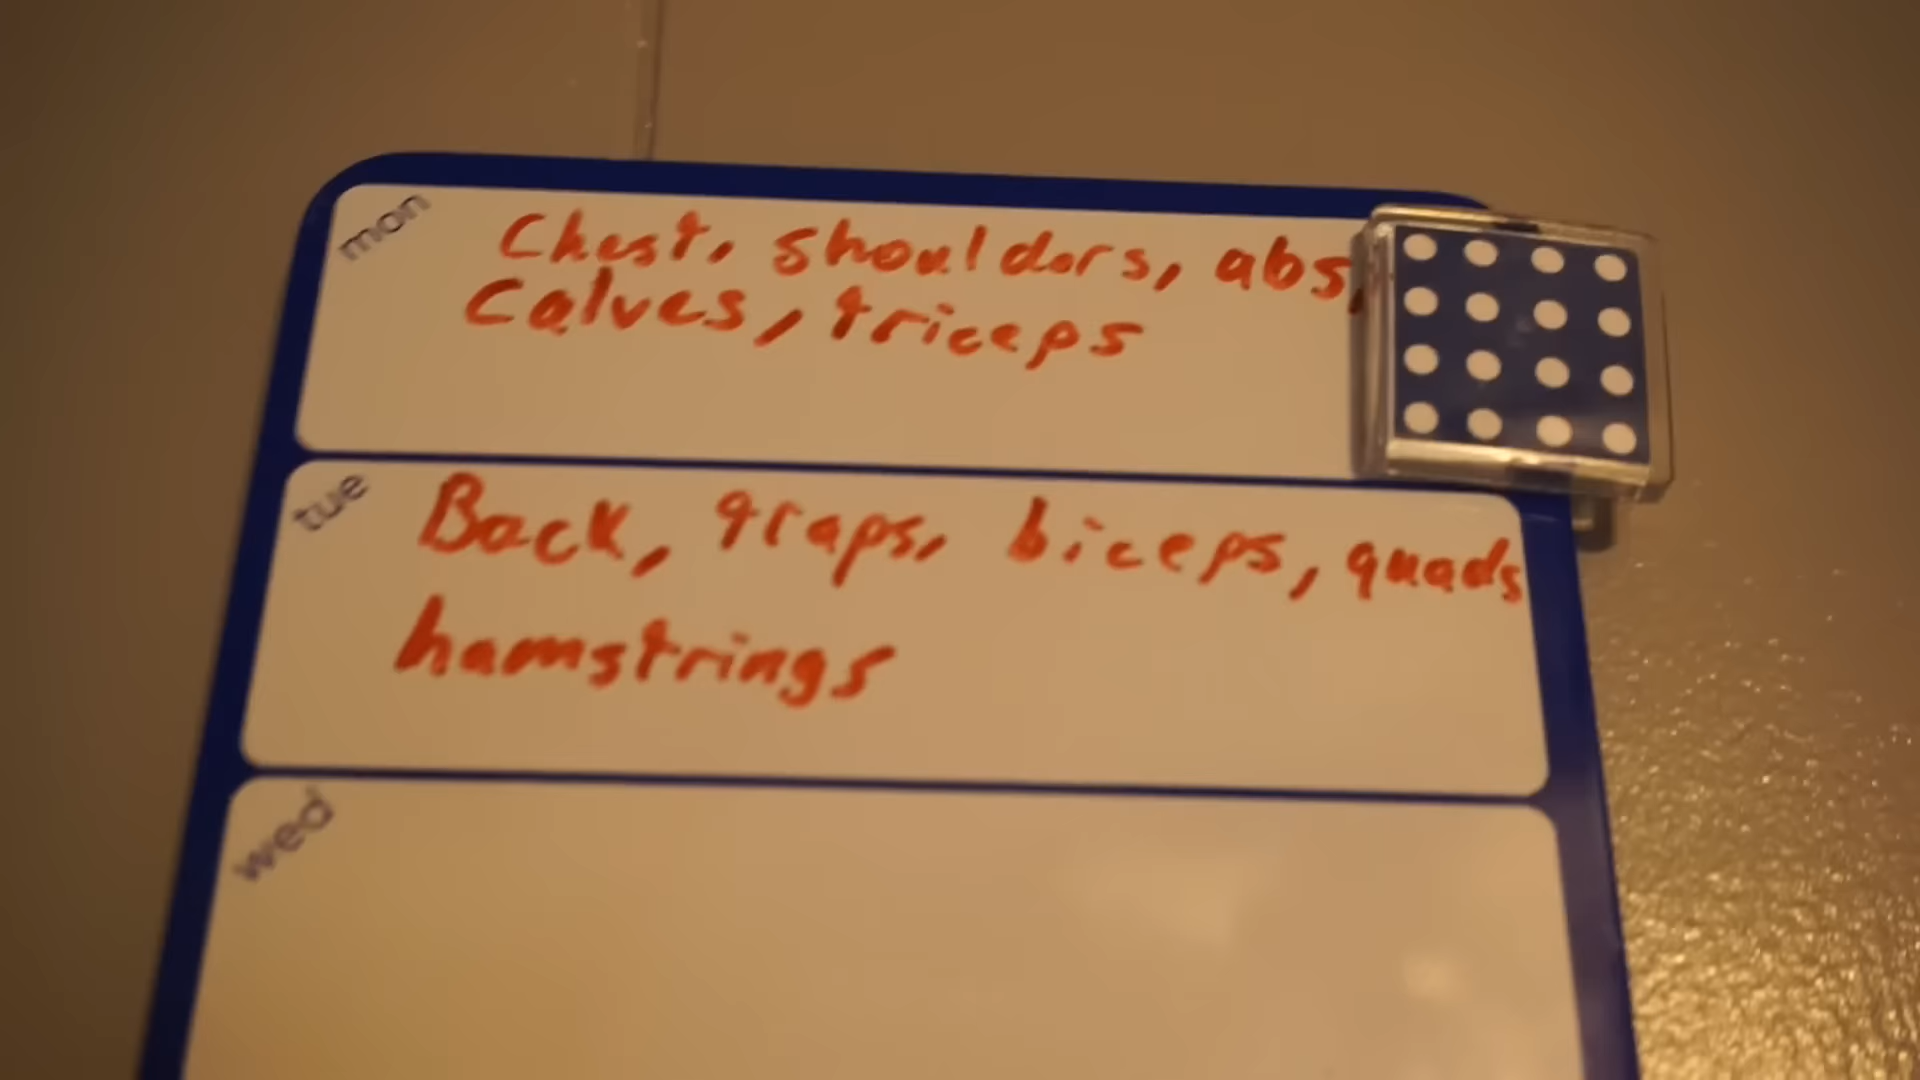 mon
Chest, shoulders, abs,
Calves, triceps
tue
Back, traps, biceps, quads
hamstrings
wed